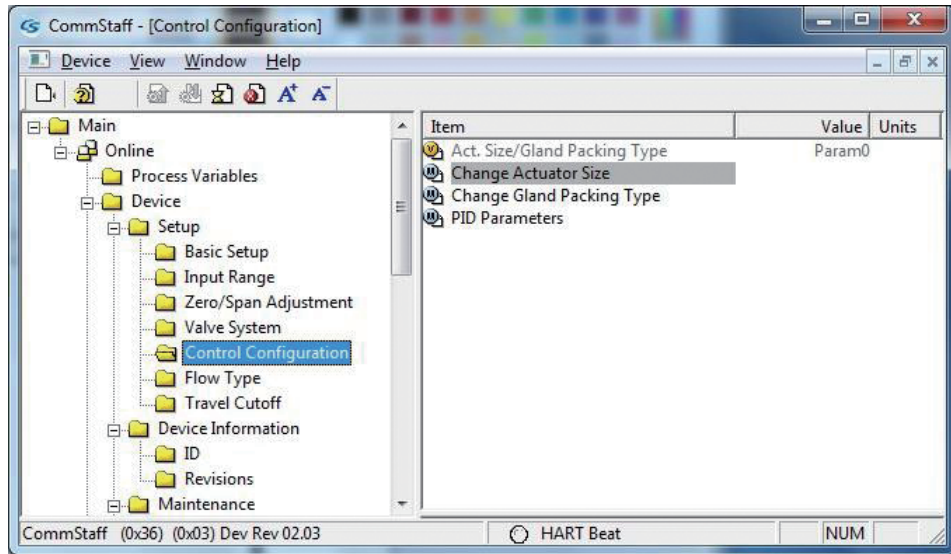 CommStaff - [Control Configuration]
Device View Window Help
Main
Online
Process Variables
Device
Setup
Basic Setup
Input Range
Zero/Span Adjustment
Valve System
Control Configuration
Flow Type
Travel Cutoff
Device Information
ID
Revisions
Maintenance
Item Value Units
Act. Size/Gland Packing Type Param0
Change Actuator Size
Change Gland Packing Type
PID Parameters
CommStaff (0x36) (0x03) Dev Rev 02.03 HART Beat NUM